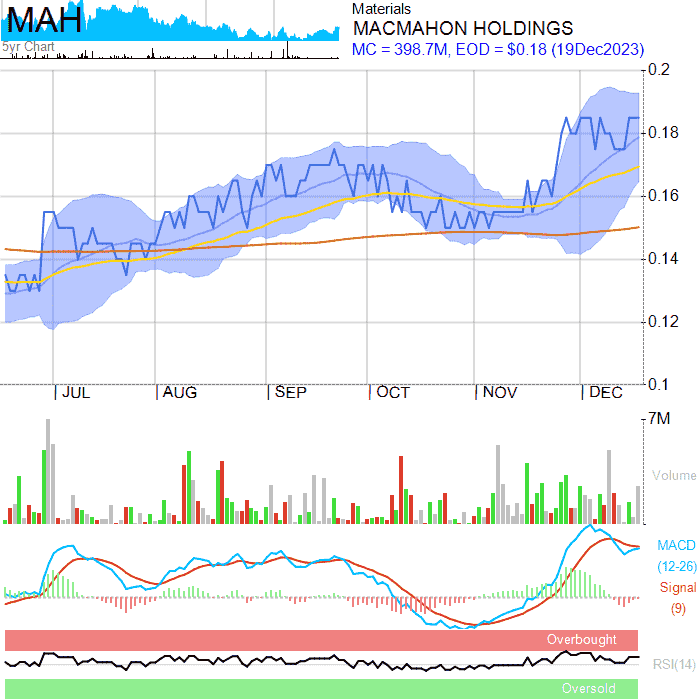 MAH
5yr Chart
Materials
MACMAHON HOLDINGS
MC = 398.7M, EOD = $0.18 (19Dec2023)
0.2
0.18
0.16
0.14
0.12
0.1
JUL AUG SEP OCT NOV DEC
7M
Volume
MACD
(12-26)
Signal
(9)
Overbought
RSI(14)
Oversold